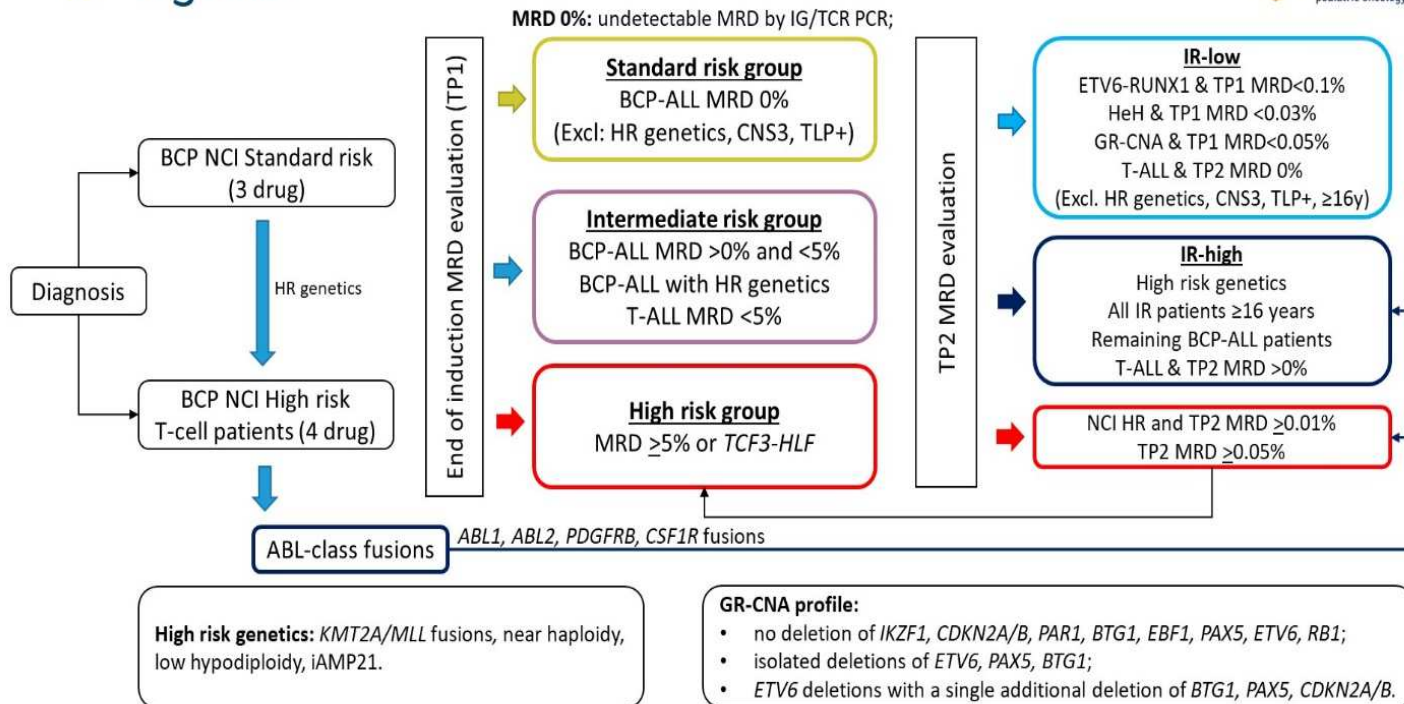 pediatric oncology
MRD 0%: undetectable MRD by IG/TCR PCR;
Diagnosis
BCP NCI Standard risk
(3 drug)
HR genetics
BCP NCI High risk
T-cell patients (4 drug)
End of induction MRD evaluation (TP1)
Standard risk group
BCP-ALL MRD 0%
(Excl: HR genetics, CNS3, TLP+)
Intermediate risk group
BCP-ALL MRD >0% and <5%
BCP-ALL with HR genetics
T-ALL MRD <5%
High risk group
MRD ≥5% or TCF3-HLF
TP2 MRD evaluation
IR-low
ETV6-RUNX1 & TP1 MRD<0.1%
HeH & TP1 MRD <0.03%
GR-CNA & TP1 MRD<0.05%
T-ALL & TP2 MRD 0%
(Excl. HR genetics, CNS3, TLP+, ≥16y)
IR-high
High risk genetics
All IR patients ≥16 years
Remaining BCP-ALL patients
T-ALL & TP2 MRD >0%
NCI HR and TP2 MRD ≥0.01%
TP2 MRD ≥0.05%
ABL-class fusions
ABL1, ABL2, PDGFRB, CSF1R fusions
High risk genetics: KMT2A/MLL fusions, near haploidy,
low hypodiploidy, iAMP21.
GR-CNA profile:
• no deletion of IKZF1, CDKN2A/B, PAR1, BTG1, EBF1, PAX5, ETV6, RB1;
• isolated deletions of ETV6, PAX5, BTG1;
• ETV6 deletions with a single additional deletion of BTG1, PAX5, CDKN2A/B.